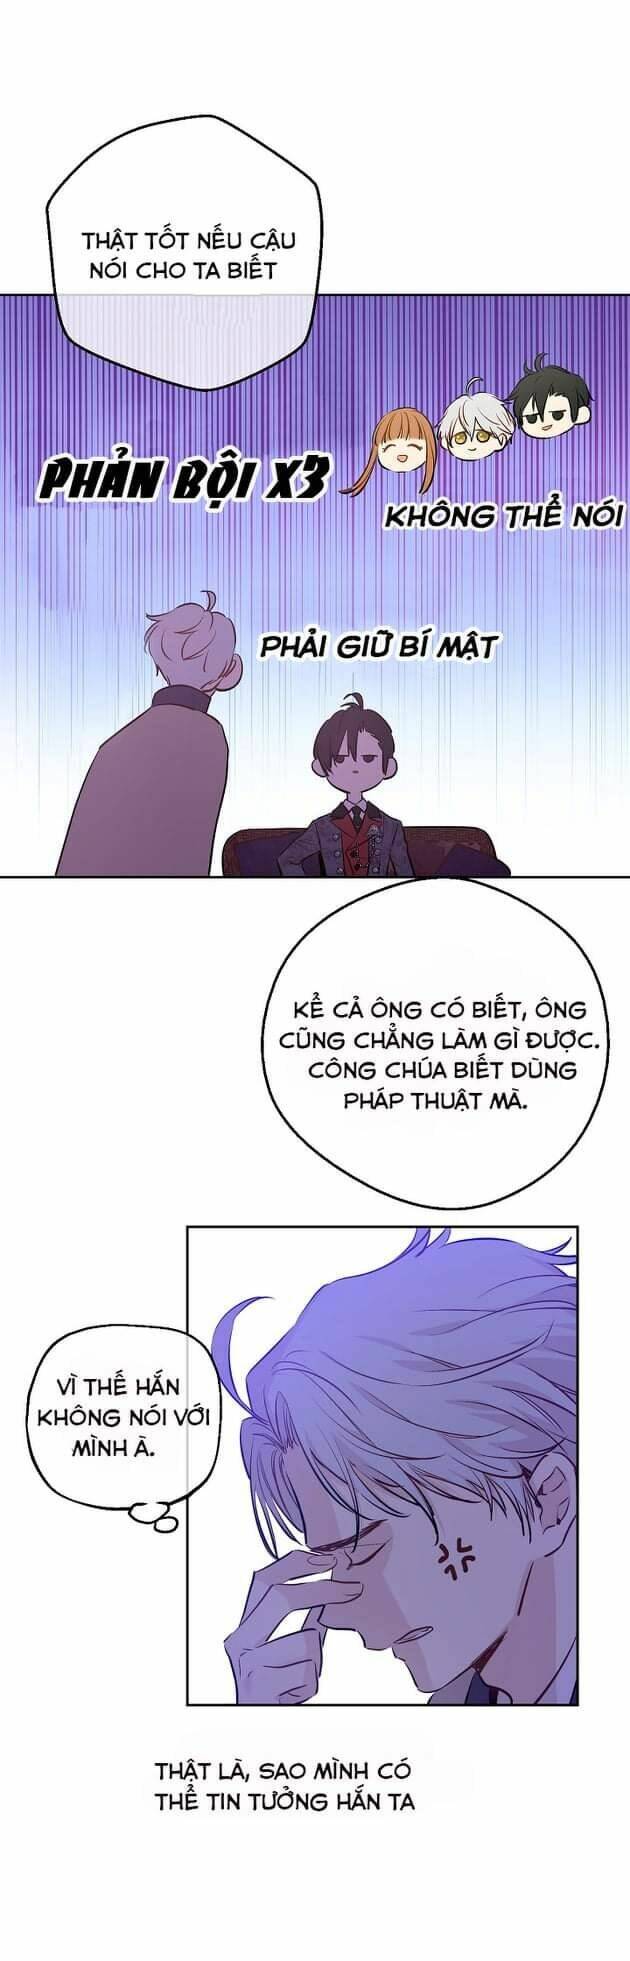 THẬT TỐT NẾU CẬU
NÓI CHO TA BIẾT
PHẢN BỘI X3
KHÔNG THỂ NÓI
PHẢI GIỮ BÍ MẬT
KỂ CẢ ÔNG CÓ BIẾT, ÔNG
CŨNG CHẲNG LÀM GÌ ĐƯỢC.
CÔNG CHÚA BIẾT DÙNG
PHÁP THUẬT MÀ.
VÌ THẾ HẮN
KHÔNG NÓI VỚI
MÌNH À.
THẬT LÀ, SAO MÌNH CÓ
THỂ TIN TƯỞNG HẮN TA